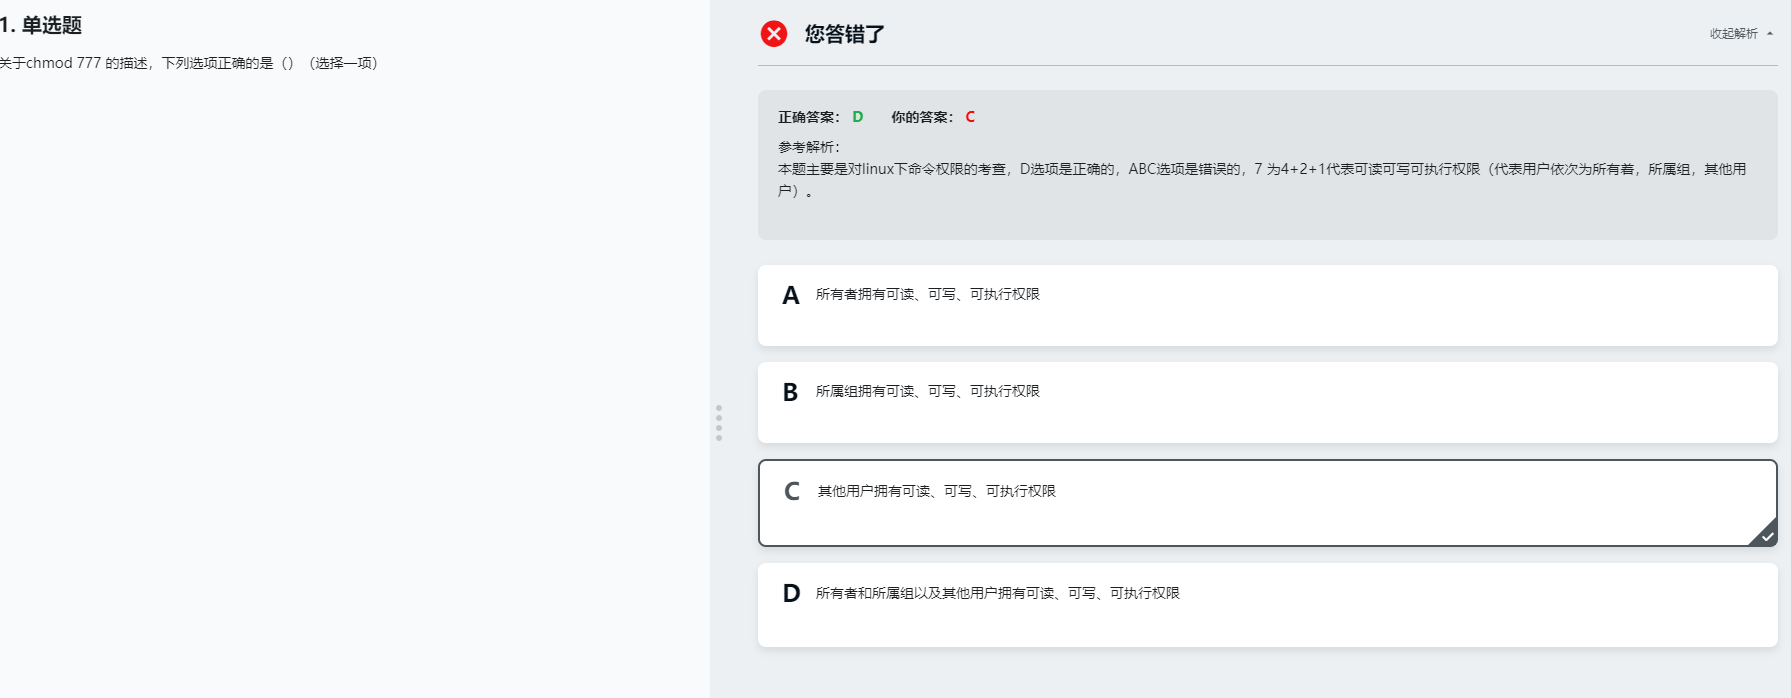 1. 单选题
关于chmod 777 的描述，下列选项正确的是（）（选择一项）
您答错了
收起解析
正确答案： D 你的答案： C
参考解析：
本题主要是对linux下命令权限的考查，D选项是正确的，ABC选项是错误的，7 为4+2+1代表可读可写可执行权限（代表用户依次为所有着，所属组，其他用
户）。
A 所有者拥有可读、可写、可执行权限
B 所属组拥有可读、可写、可执行权限
C 其他用户拥有可读、可写、可执行权限
D 所有者和所属组以及其他用户拥有可读、可写、可执行权限